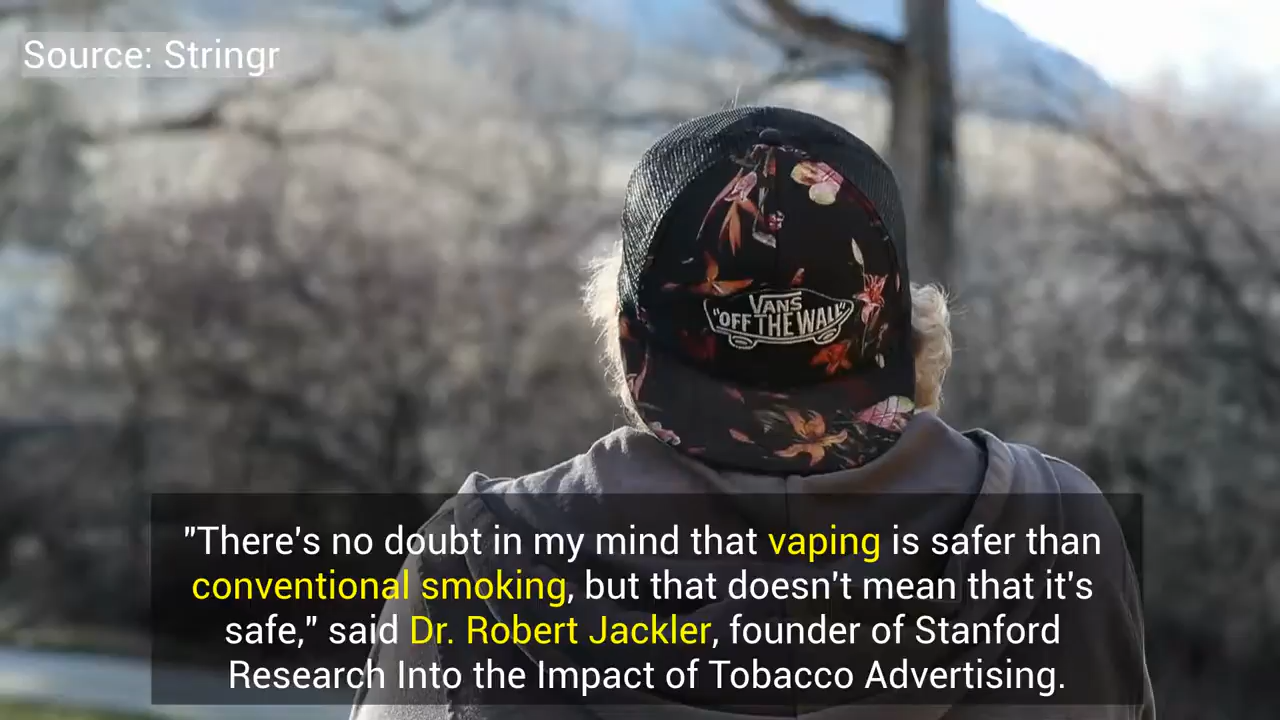 Source: Stringr
VANS
"OFF THE WALL"
"There's no doubt in my mind that vaping is safer than
conventional smoking, but that doesn't mean that it's
safe," said Dr. Robert Jackler, founder of Stanford
Research Into the Impact of Tobacco Advertising.